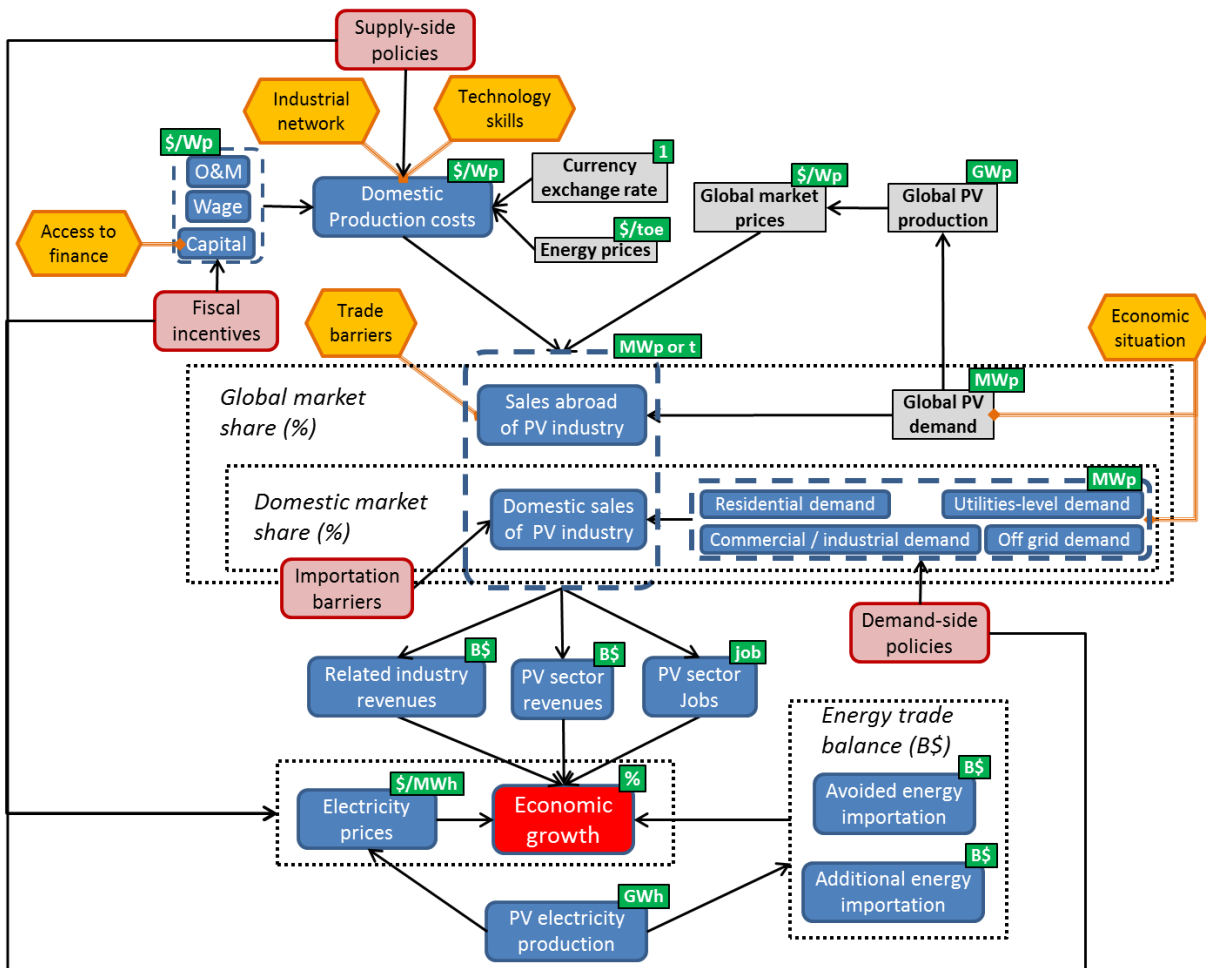 Supply-side
policies
Industrial
network
Technology
skills
$/Wp
O&M
Wage
Capital
$/Wp
Domestic
Production costs
1
Currency
exchange rate
$/toe
Energy prices
$/Wp
Global market
prices
GWp
Global PV
production
Access to
finance
Fiscal
incentives
Trade
barriers
Economic
situation
MWp or t
Global market
share (%)
Sales abroad
of PV industry
MWp
Global PV
demand
Domestic market
share (%)
Domestic sales
of PV industry
MWp
Residential demand
Utilities-level demand
Commercial / industrial demand
Off grid demand
Importation
barriers
Demand-side
policies
B$
Related industry
revenues
B$
PV sector
revenues
job
PV sector
Jobs
Energy trade
balance (B$)
$/MWh
Electricity
prices
%
Economic
growth
B$
Avoided energy
importation
B$
Additional energy
importation
GWh
PV electricity
production